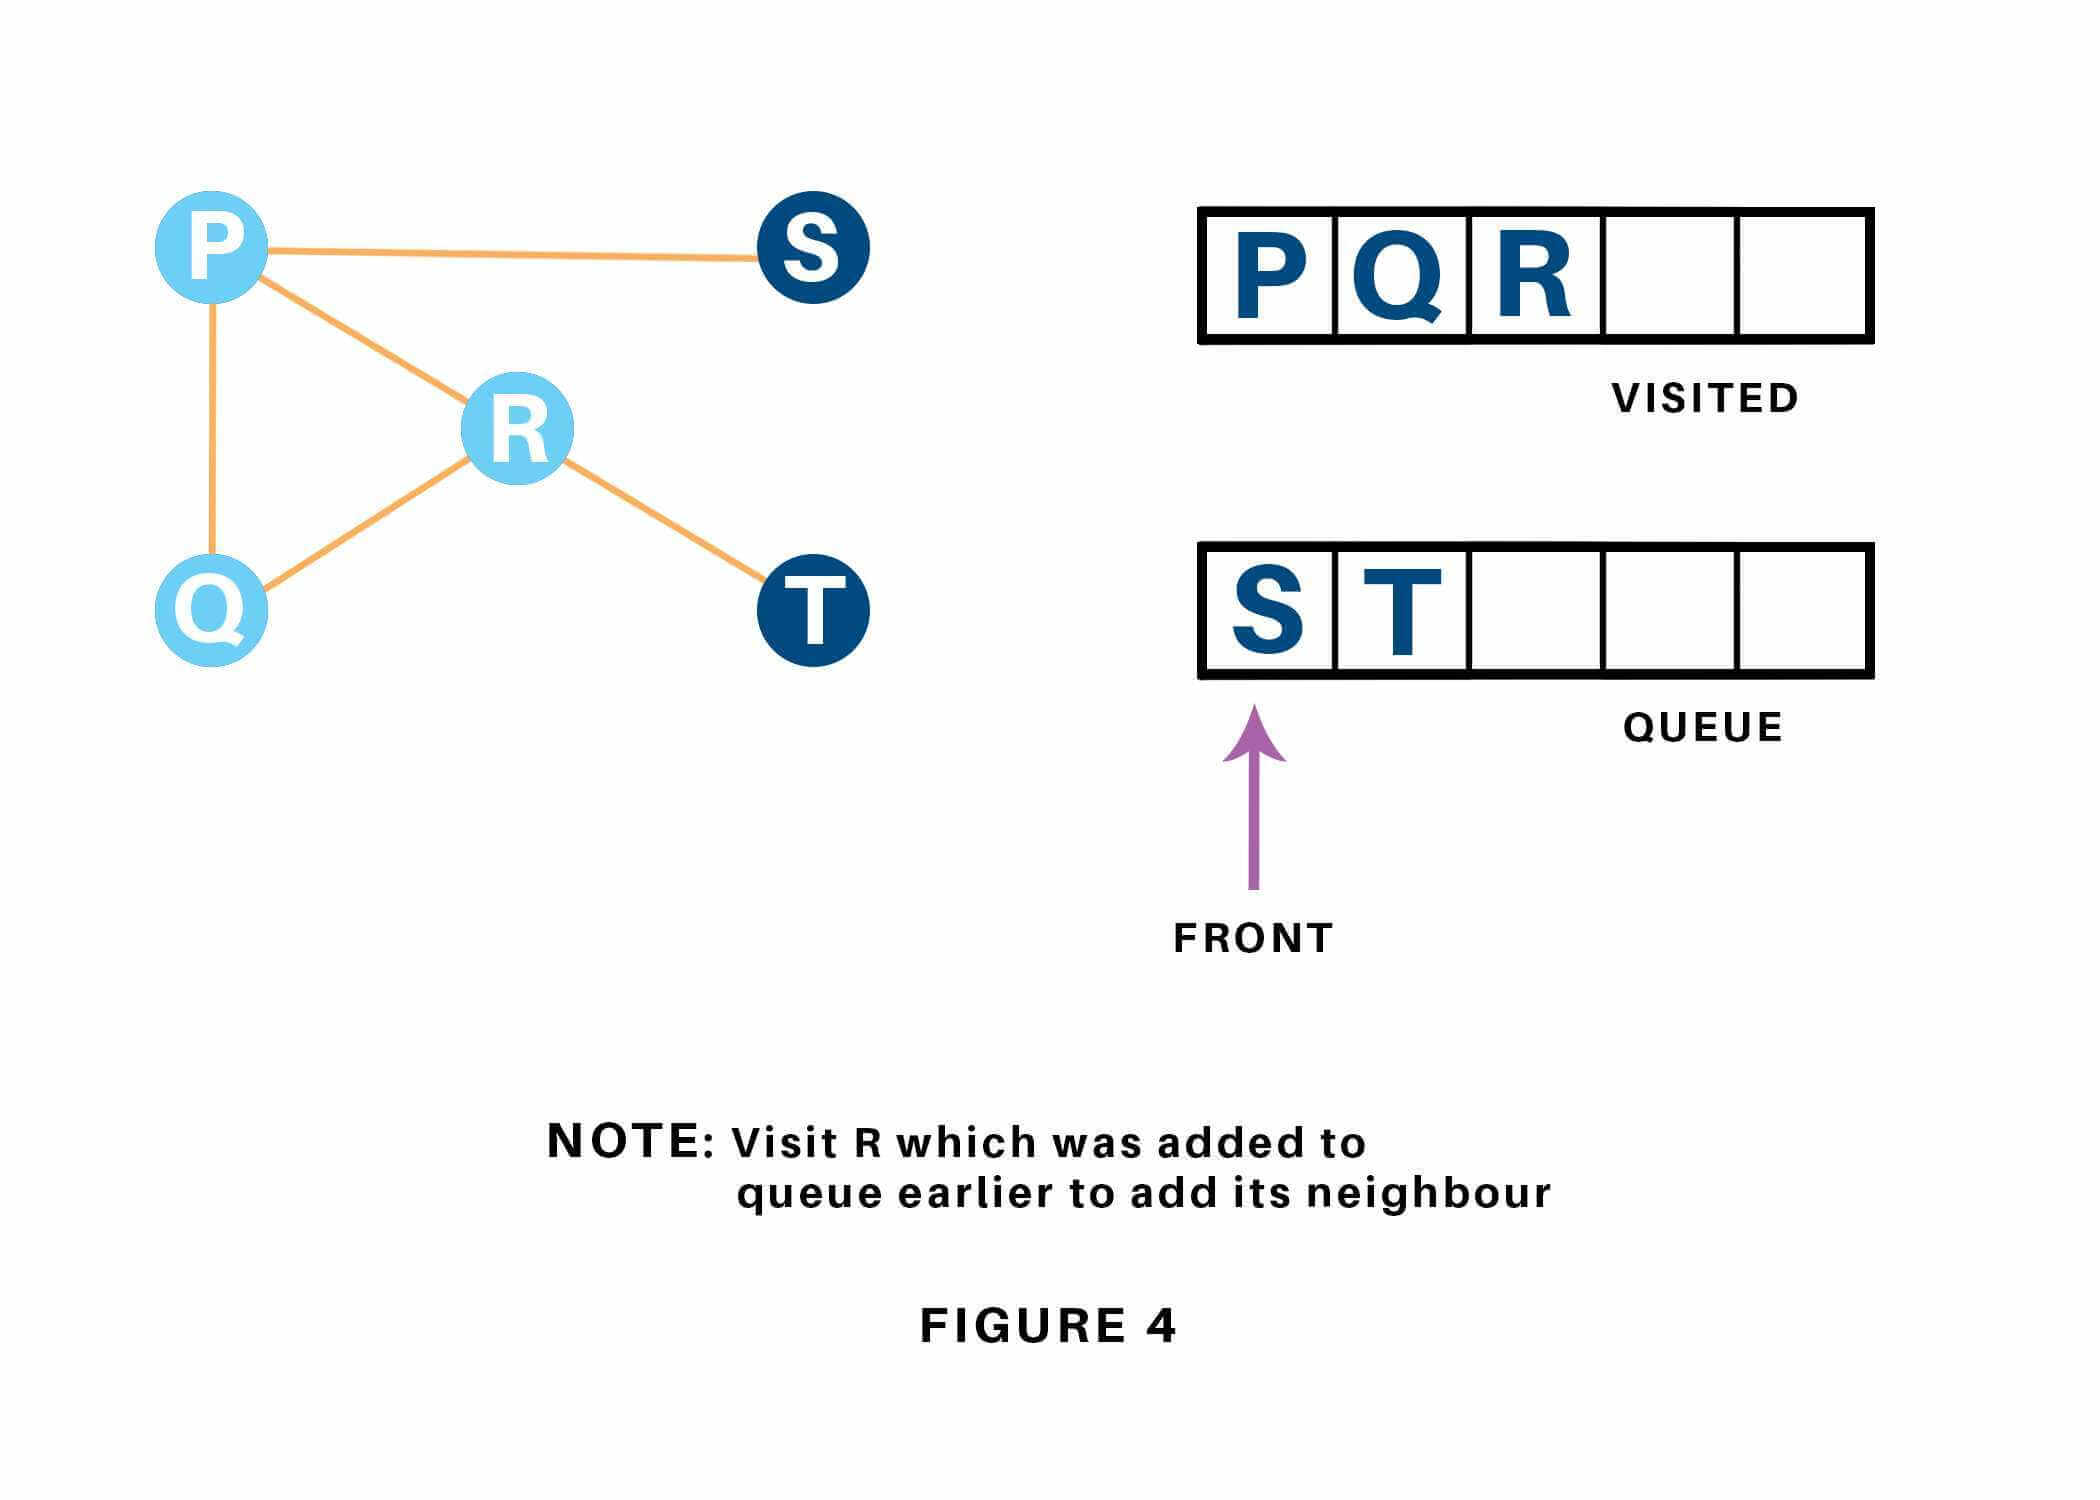 P
S
R
Q
T
P Q R
VISITED
S T
QUEUE
FRONT
NOTE: Visit R which was added to
queue earlier to add its neighbour
FIGURE 4